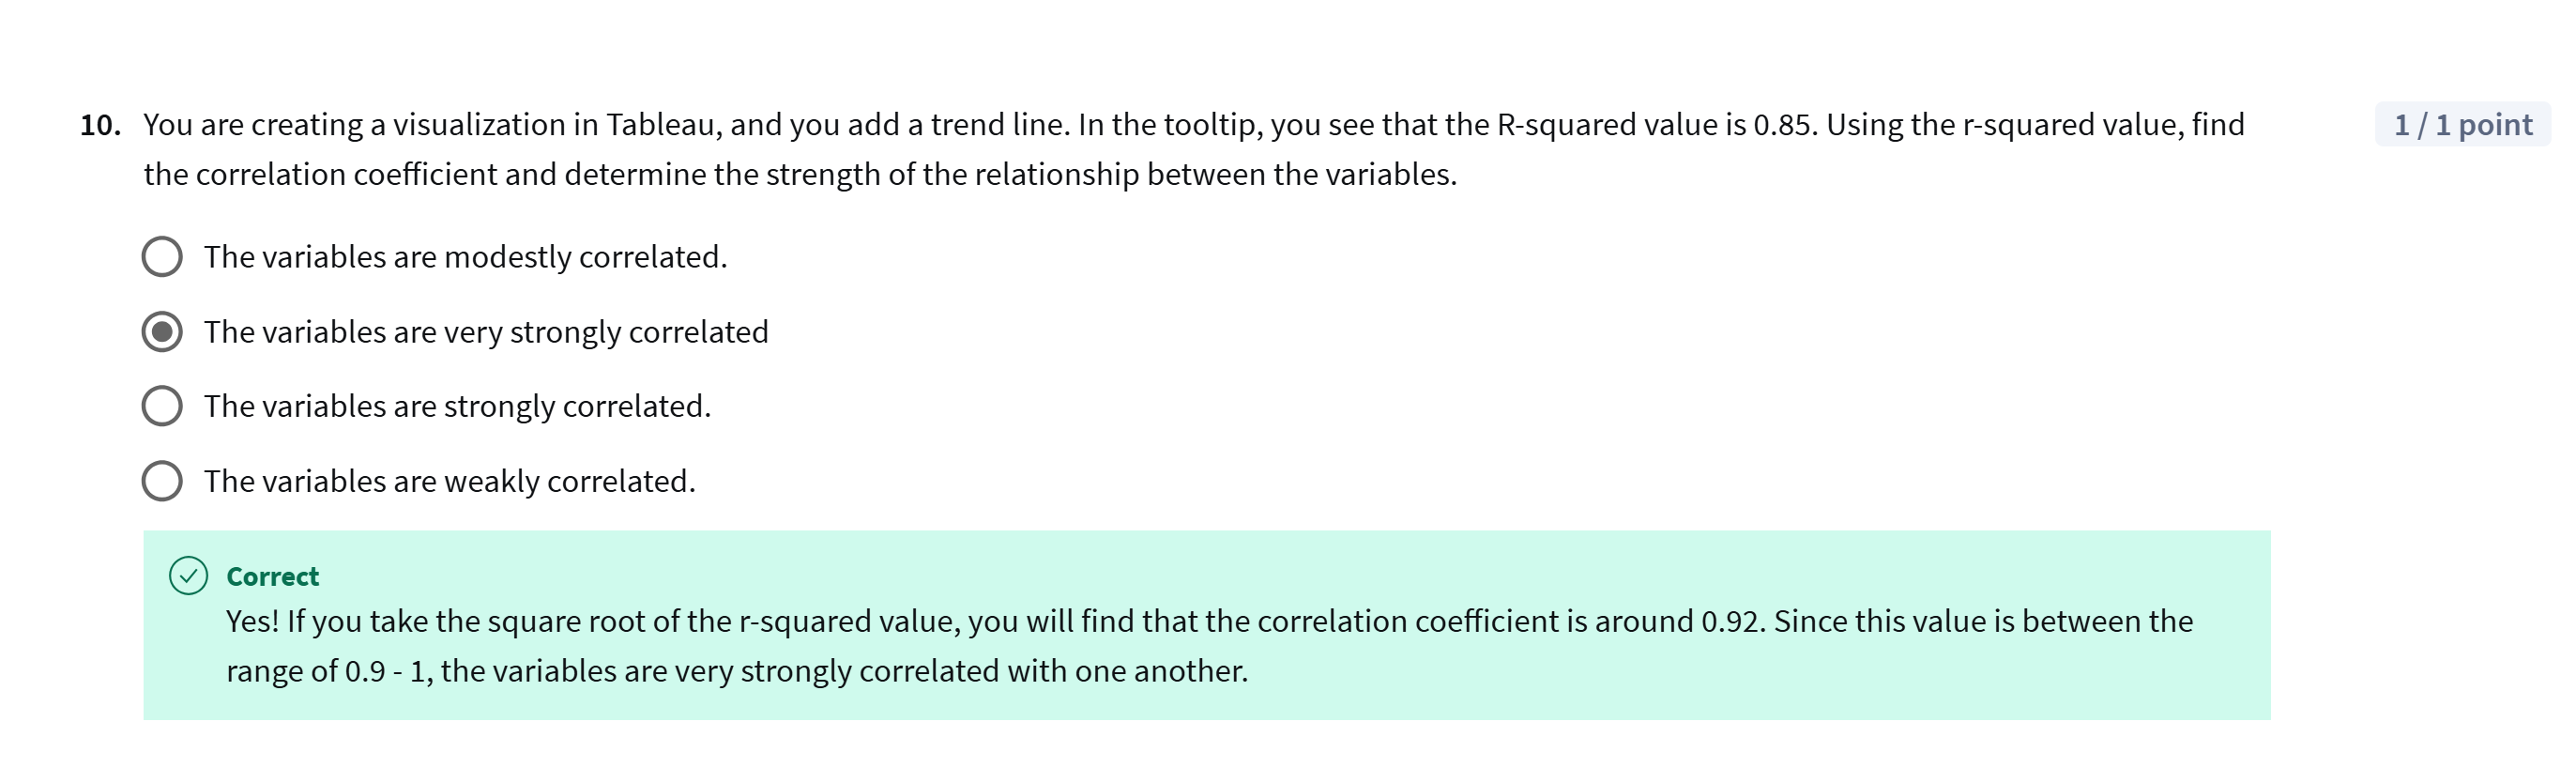 10. You are creating a visualization in Tableau, and you add a trend line. In the tooltip, you see that the R-squared value is 0.85. Using the r-squared value, find
1 / 1 point
the correlation coefficient and determine the strength of the relationship between the variables.
The variables are modestly correlated.
The variables are very strongly correlated
The variables are strongly correlated.
The variables are weakly correlated.
Correct
Yes! If you take the square root of the r-squared value, you will find that the correlation coefficient is around 0.92. Since this value is between the
range of 0.9 - 1, the variables are very strongly correlated with one another.